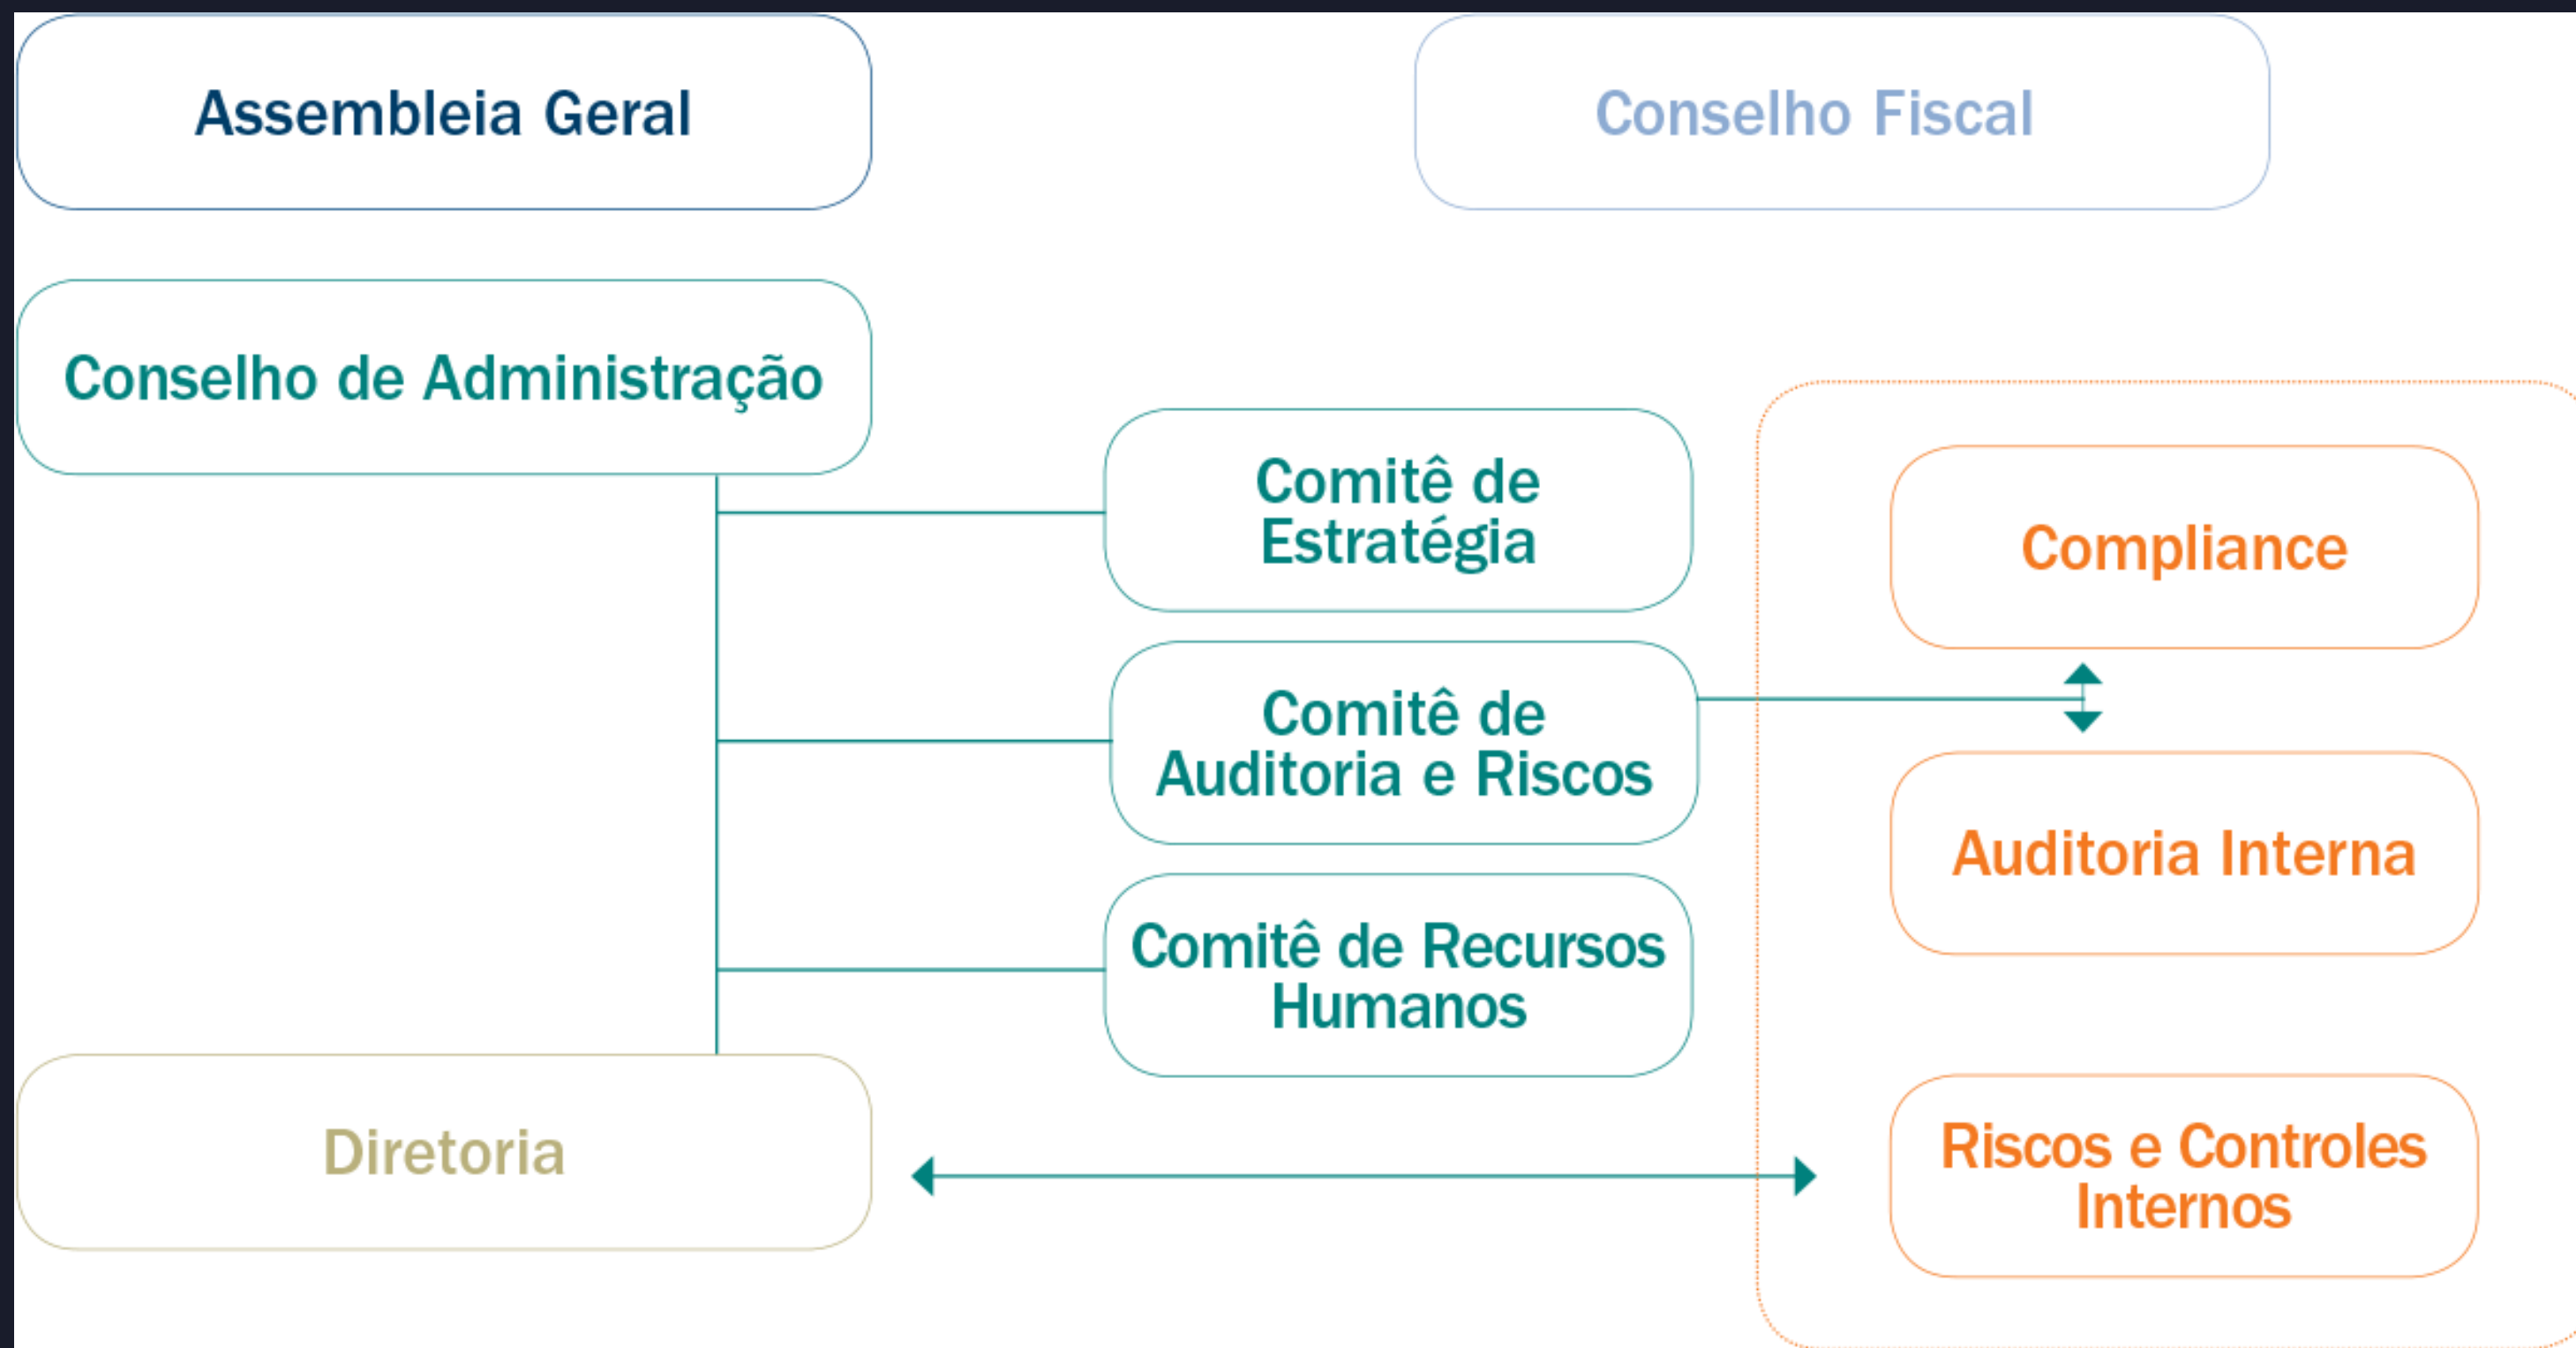 Assembleia Geral
Conselho Fiscal
Conselho de Administração
Comitê de
Estratégia
Compliance
Comitê de
Auditoria e Riscos
Auditoria Interna
Comitê de Recursos
Humanos
Diretoria
Riscos e Controles
Internos